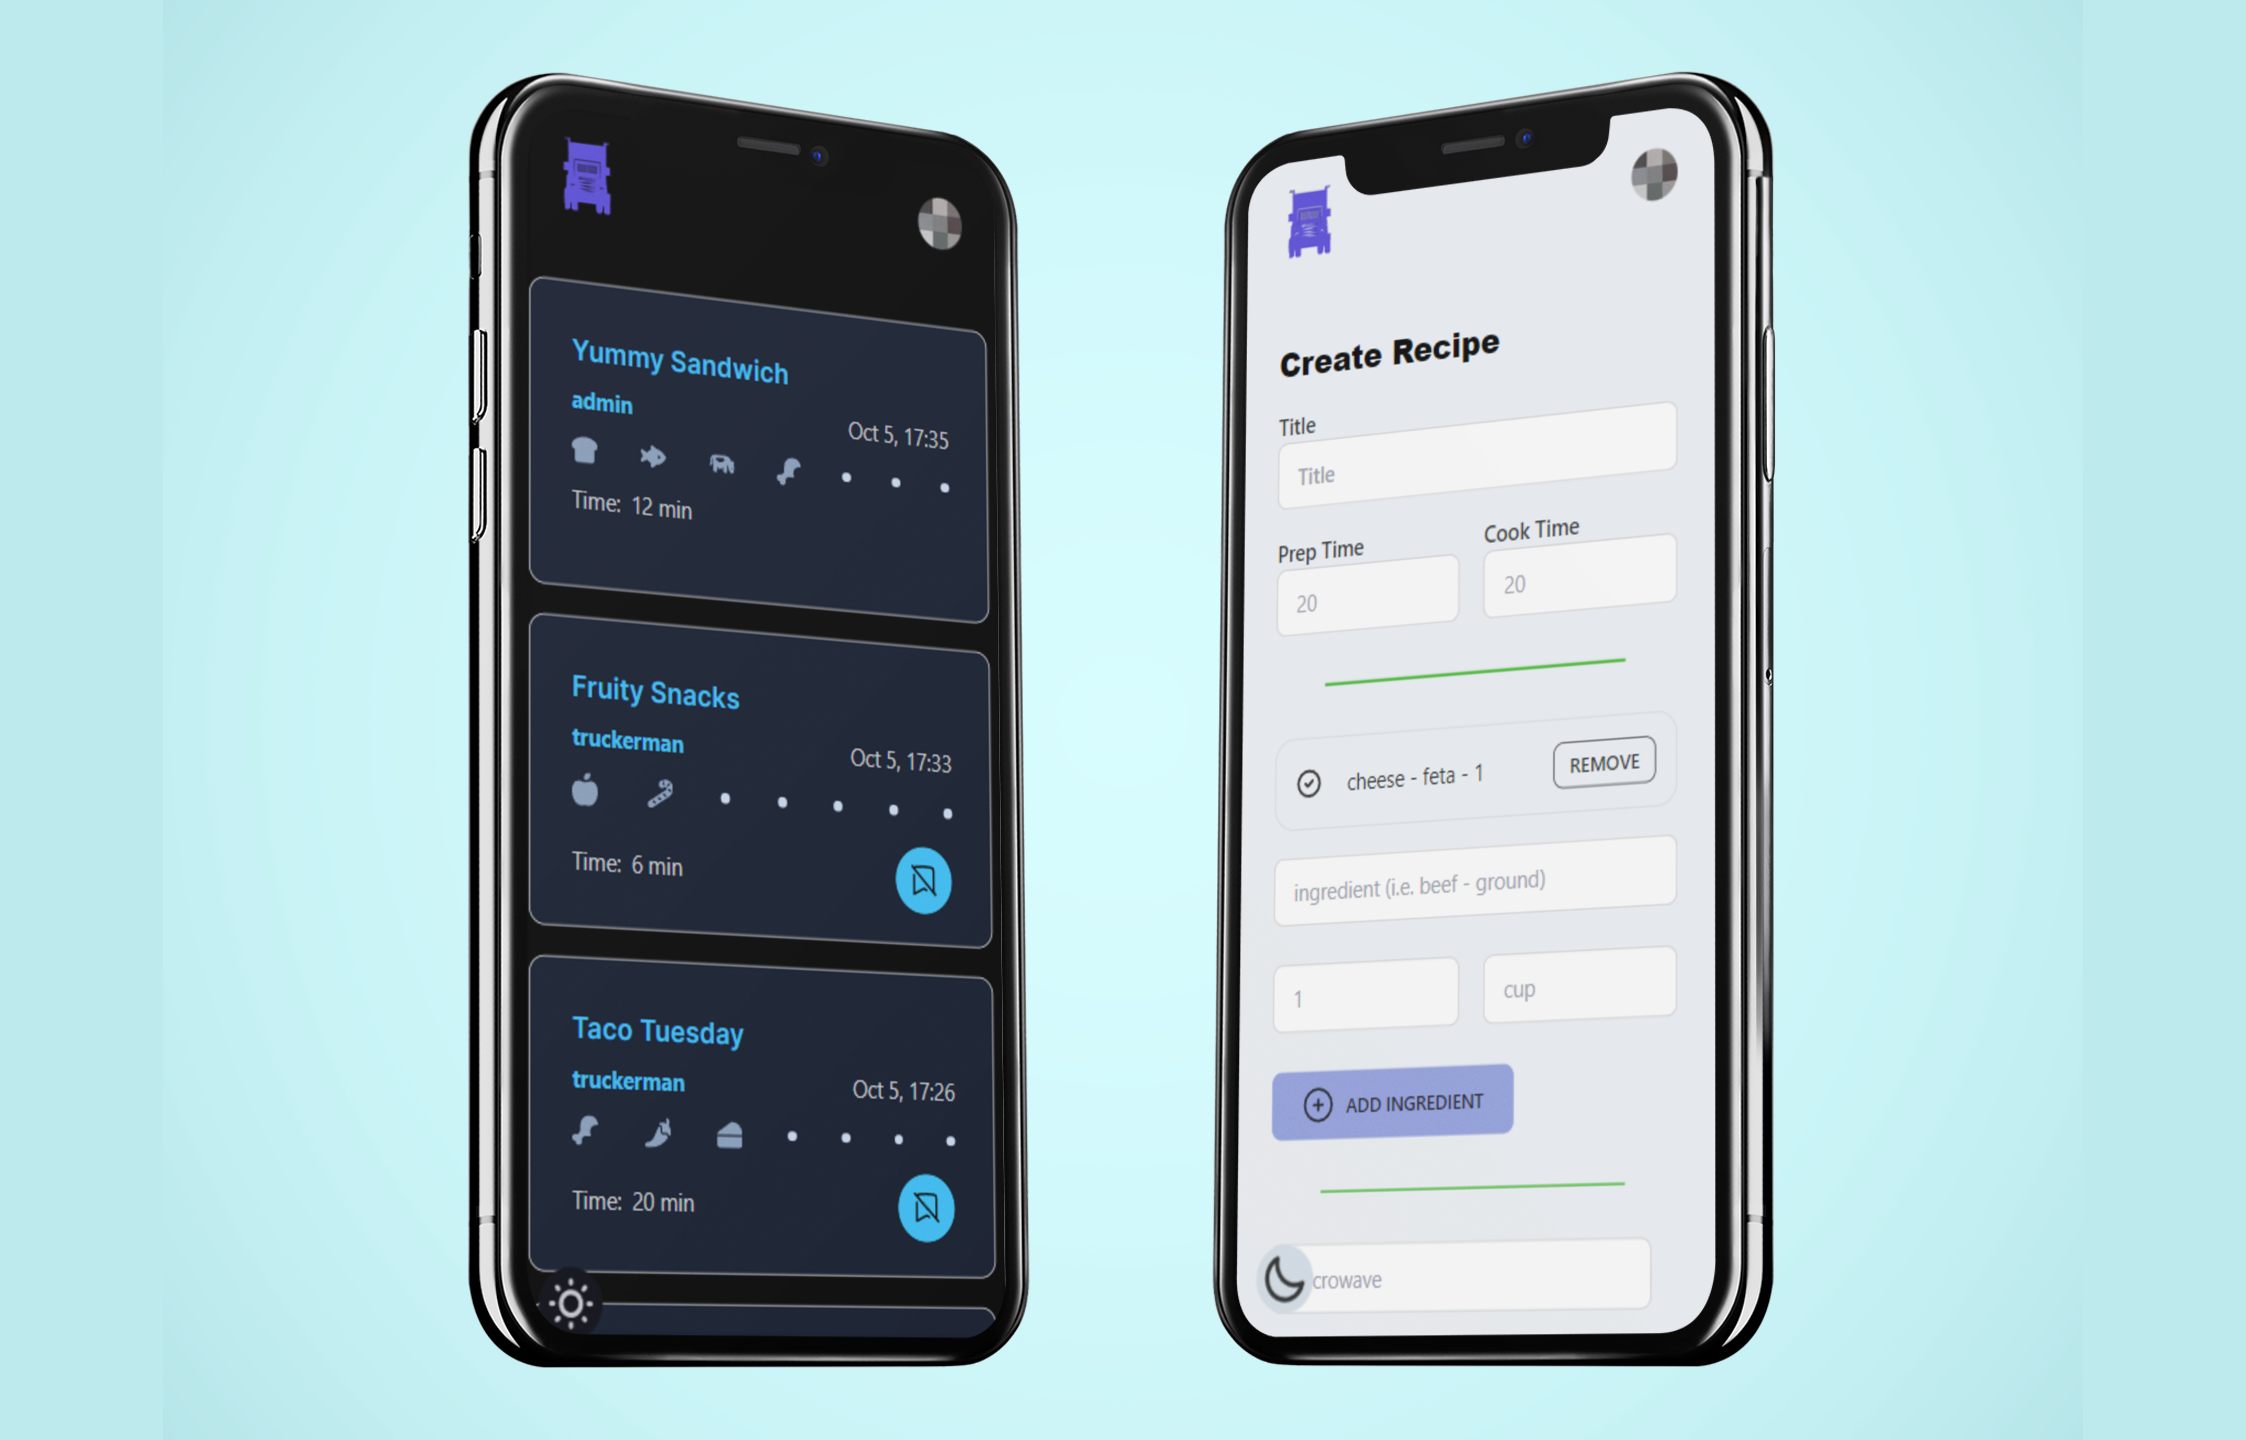 Yummy Sandwich
admin
Oct 5, 17:35
Time: 12 min
Fruity Snacks
truckerman
Oct 5, 17:33
Time: 6 min
Taco Tuesday
truckerman
Oct 5, 17:26
Time: 20 min
Create Recipe
Title
Title
Prep Time
Cook Time
20
20
cheese - feta - 1
REMOVE
ingredient (i.e. beef - ground)
1
cup
ADD INGREDIENT
crowave